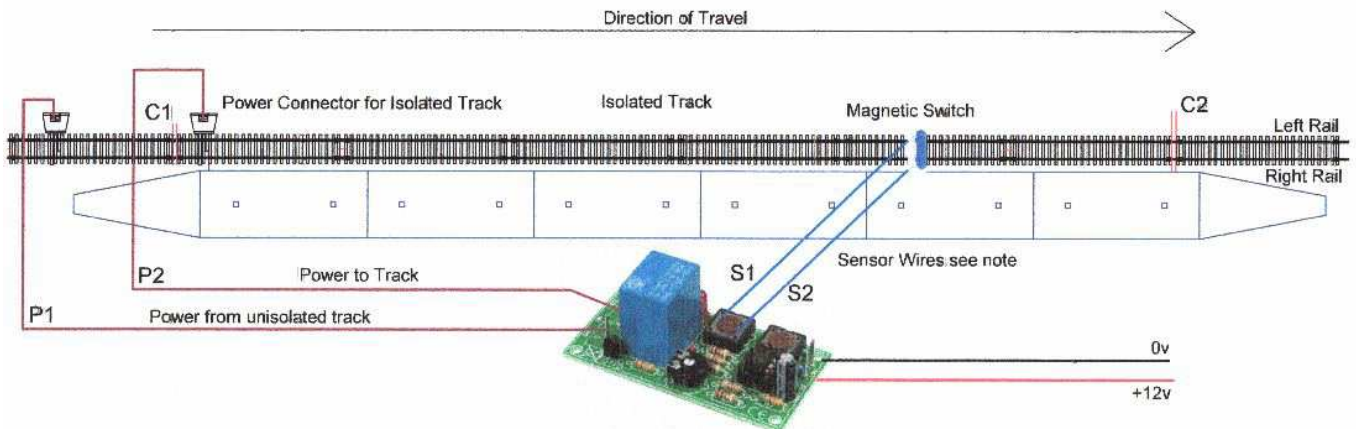 Direction of Travel
C1
Power Connector for Isolated Track
Isolated Track
Magnetic Switch
C2
Left Rail
Right Rail
Sensor Wires see note
P2
Power to Track
S1
S2
P1
Power from unisolated track
0v
+12v